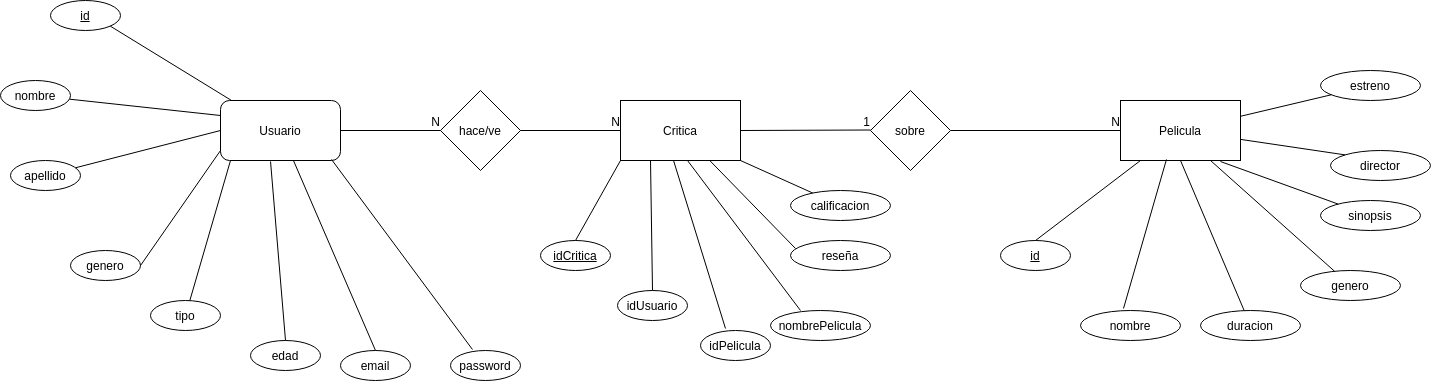 id
nombre
apellido
genero
tipo
edad
email
password
Usuario
N
hace/ve
N
Critica
idCritica
idUsuario
idPelicula
nombrePelicula
reseña
calificacion
1
sobre
N
Pelicula
id
nombre
duracion
genero
sinopsis
director
estreno